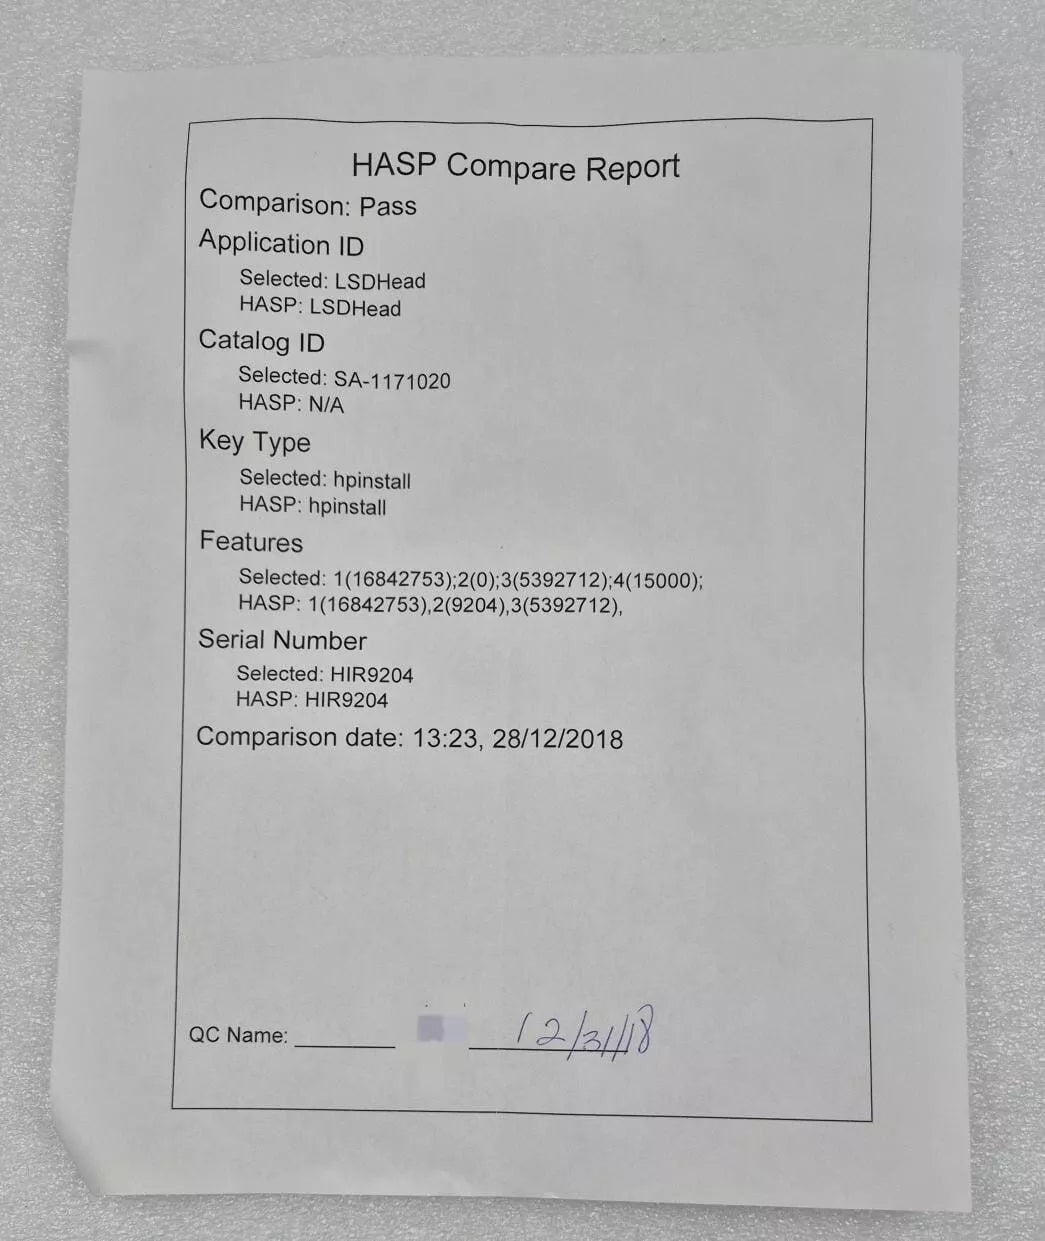 HASP Compare Report
Comparison: Pass
Application ID
Selected: LSDHead
HASP: LSDHead
Catalog ID
Selected: SA-1171020
HASP: N/A
Key Type
Selected: hpinstall
HASP: hpinstall
Features
Selected: 1(16842753);2(0);3(5392712);4(15000);
HASP: 1(16842753),2(9204),3(5392712),
Serial Number
Selected: HIR9204
HASP: HIR9204
Comparison date: 13:23, 28/12/2018
QC Name: 12/31/18